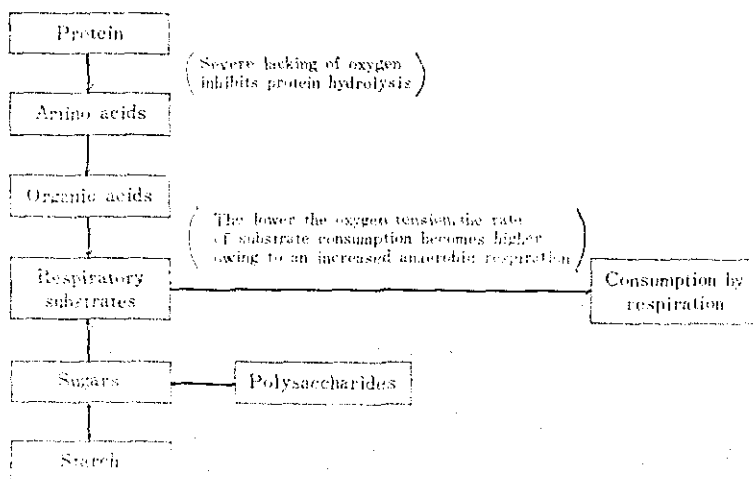 Protein
(Severe lacking of oxygen
inhibits protein hydrolysis)
Amino acids
Organic acids
(The lower the oxygen tension, the rate
of substrate consumption becomes higher
owing to an increased anaerobic respiration)
Respiratory
substrates
Consumption by
respiration
Sugars
Polysaccharides
Starch